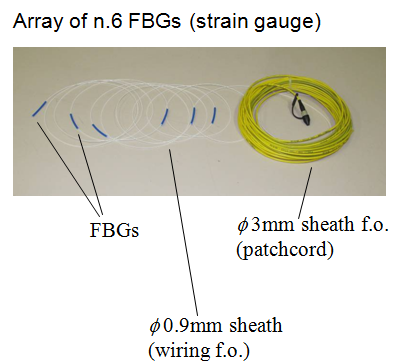 Array of n.6 FBGs (strain gauge)
FBGs
ϕ3mm sheath f.o.
(patchcord)
ϕ0.9mm sheath
(wiring f.o.)